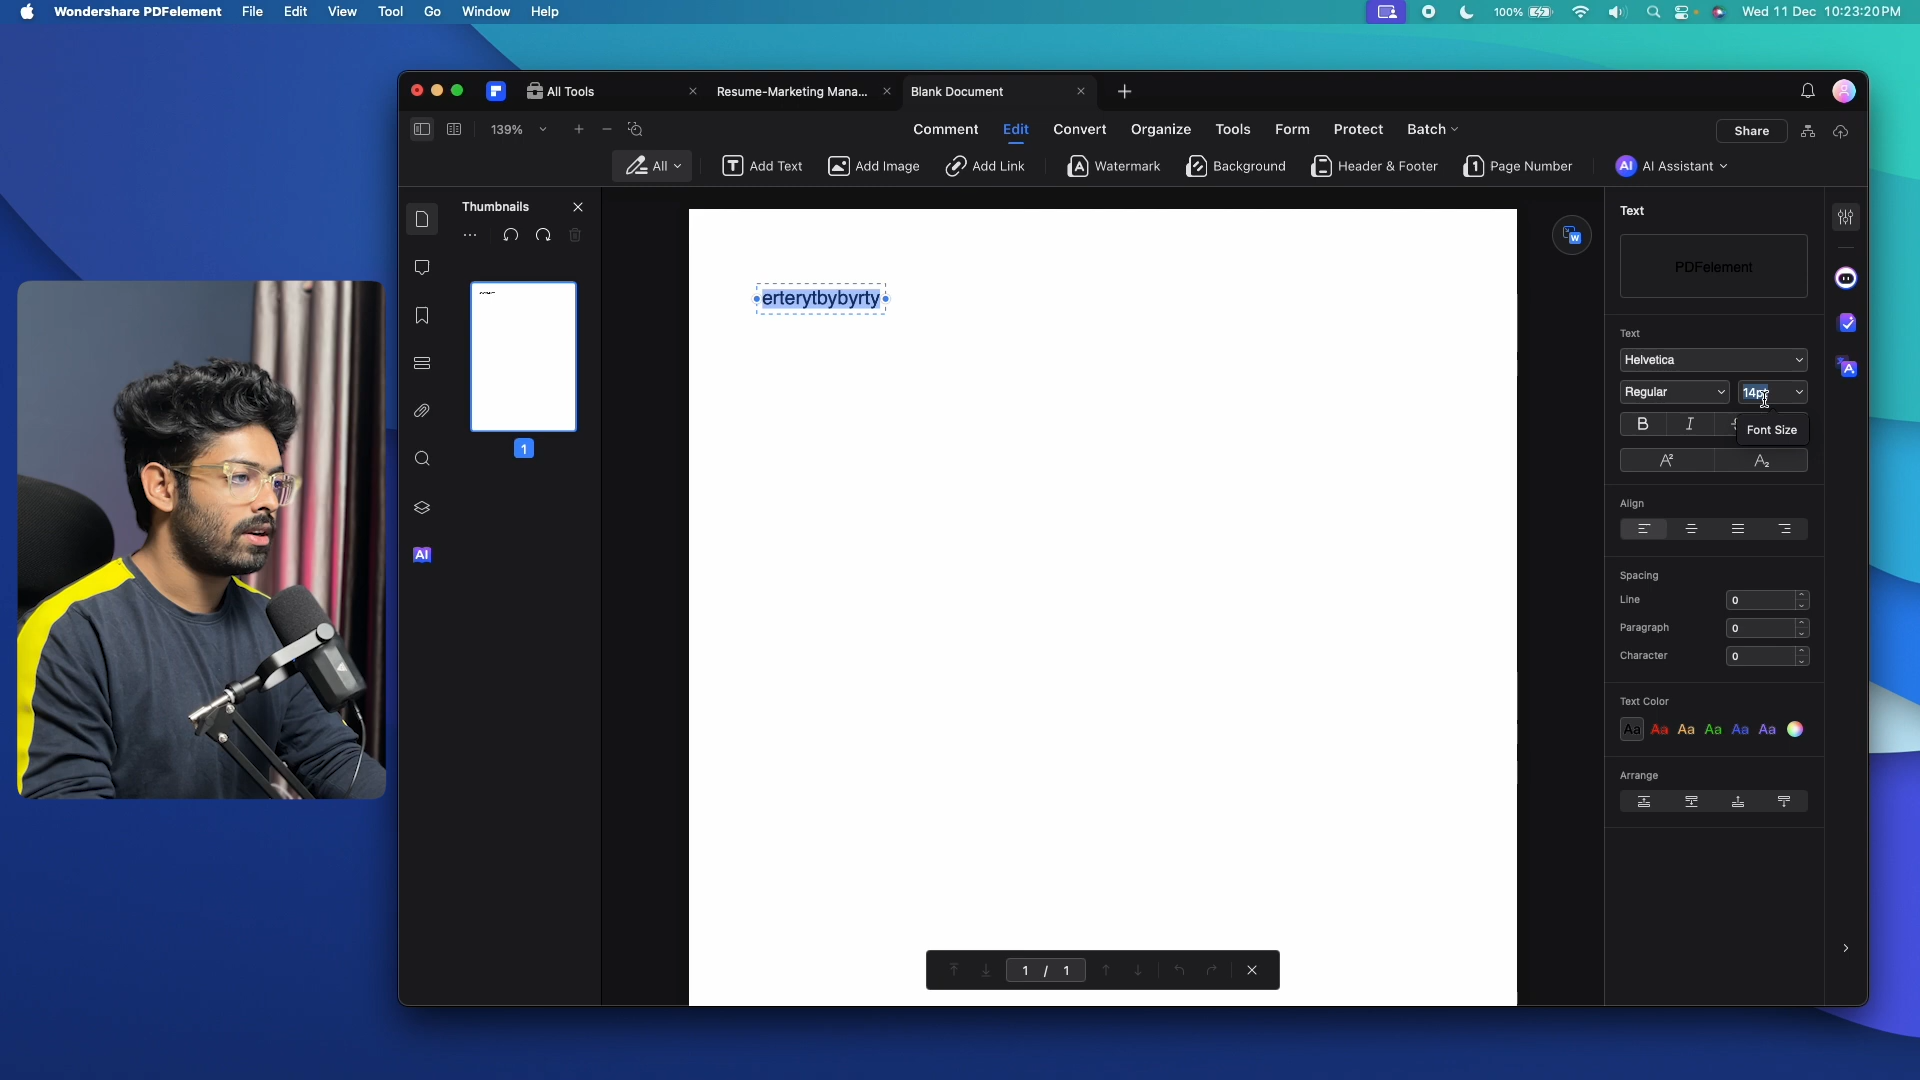 Wondershare PDFelement File Edit View Tool Go Window Help 100% Wed 11 Dec 10:23:20PM
All Tools Resume-Marketing Mana... Blank Document
139% Comment Edit Convert Organize Tools Form Protect Batch Share
All Add Text Add Image Add Link Watermark Background Header & Footer Page Number AI AI Assistant
Thumbnails
1
AI
erterytbybyrty
W
1 / 1
Text
PDFelement
Text
Helvetica
Regular 14pt
B I
Font Size
A² A₂
Align
Spacing
Line 0
Paragraph 0
Character 0
Text Color
Aa Aa Aa Aa Aa Aa
Arrange
A